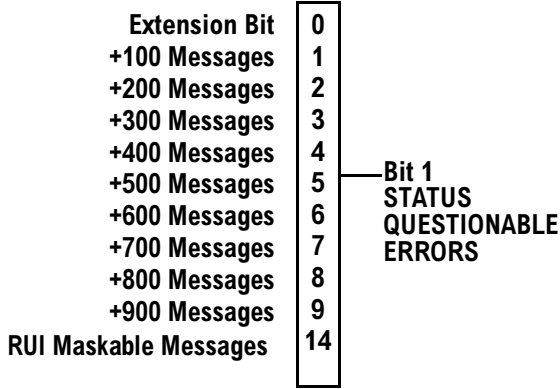 Extension Bit 0
+100 Messages 1
+200 Messages 2
+300 Messages 3
+400 Messages 4
+500 Messages 5
+600 Messages 6
+700 Messages 7
+800 Messages 8
+900 Messages 9
RUI Maskable Messages 14
Bit 1
STATUS
QUESTIONABLE
ERRORS